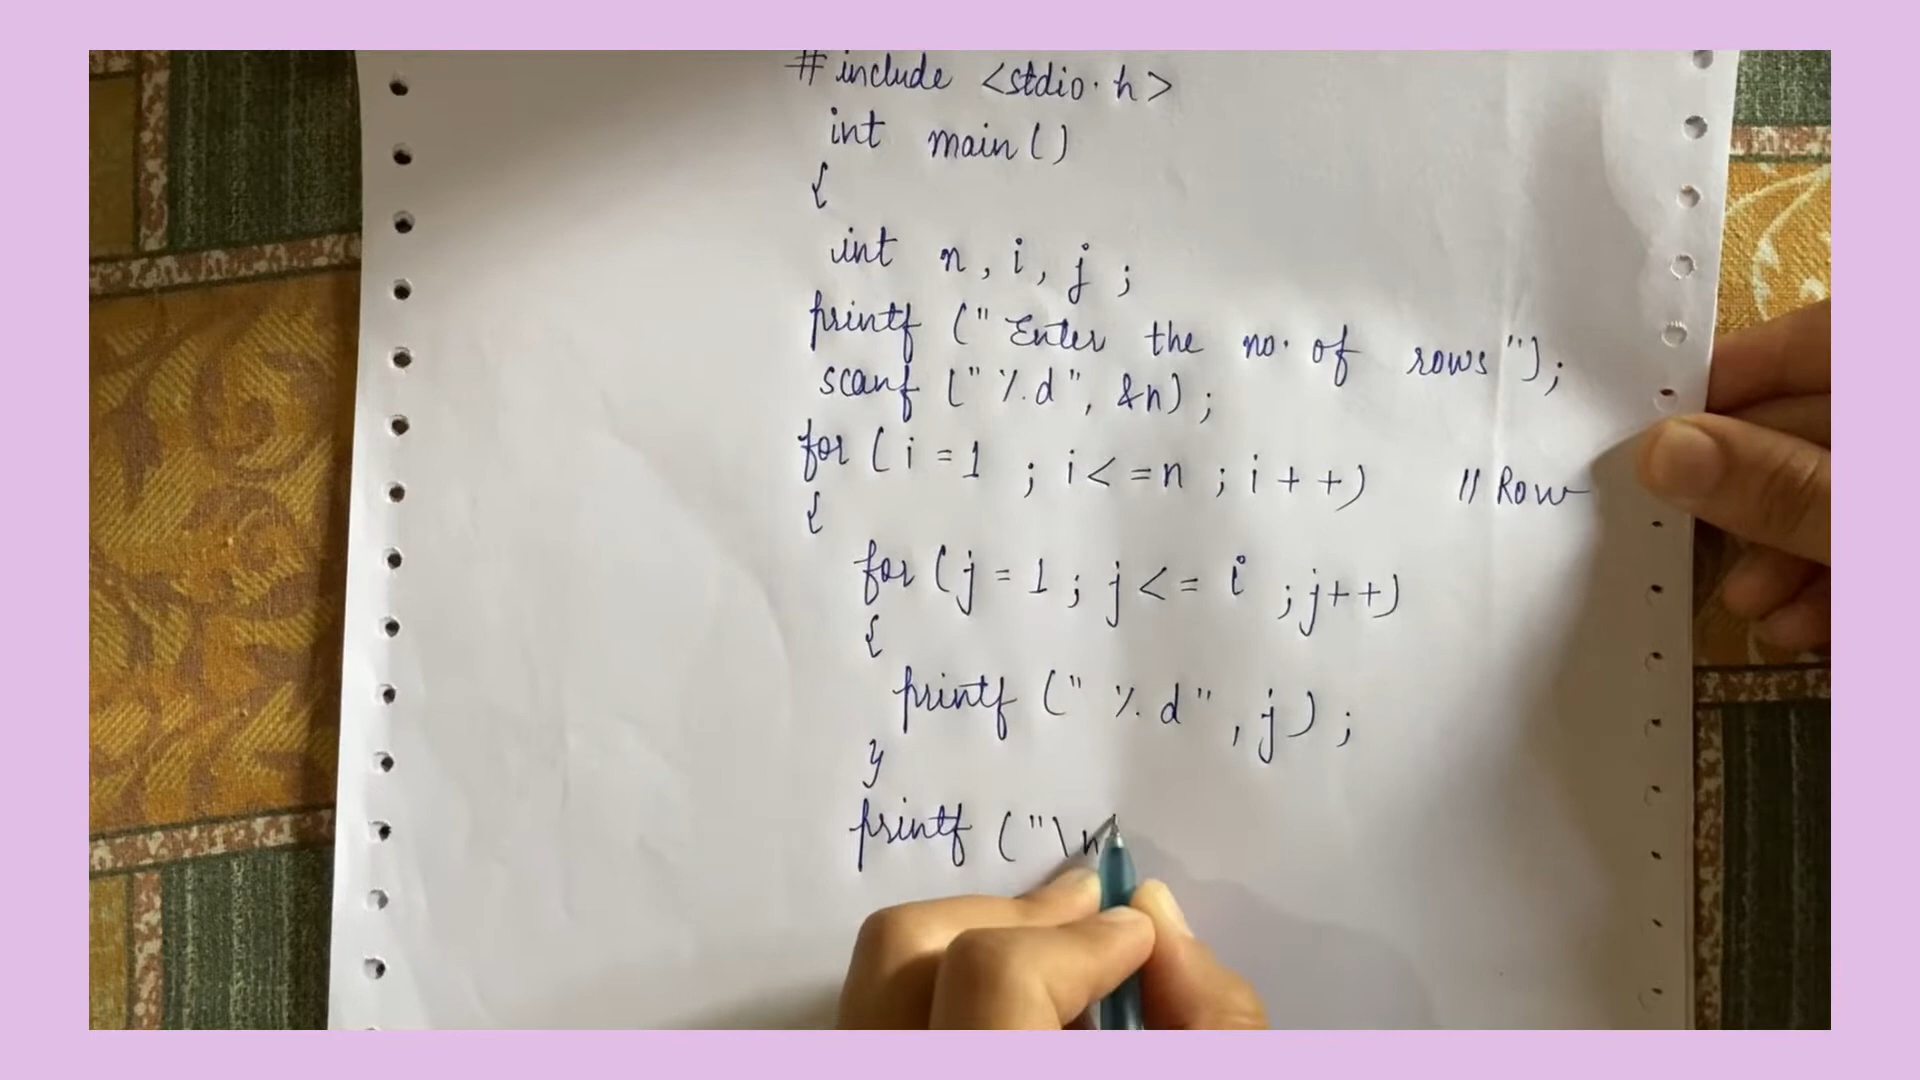 #include <stdio.h>
int main()
{
int n, i, j ;
printf ("Enter the no. of rows");
scanf ("%d", &n);
for (i = 1 ; i < = n ; i + +) // Row
{
for (j = 1 ; j < = i ; j++)
{
printf ("%d", j) ;
}
printf ("\n